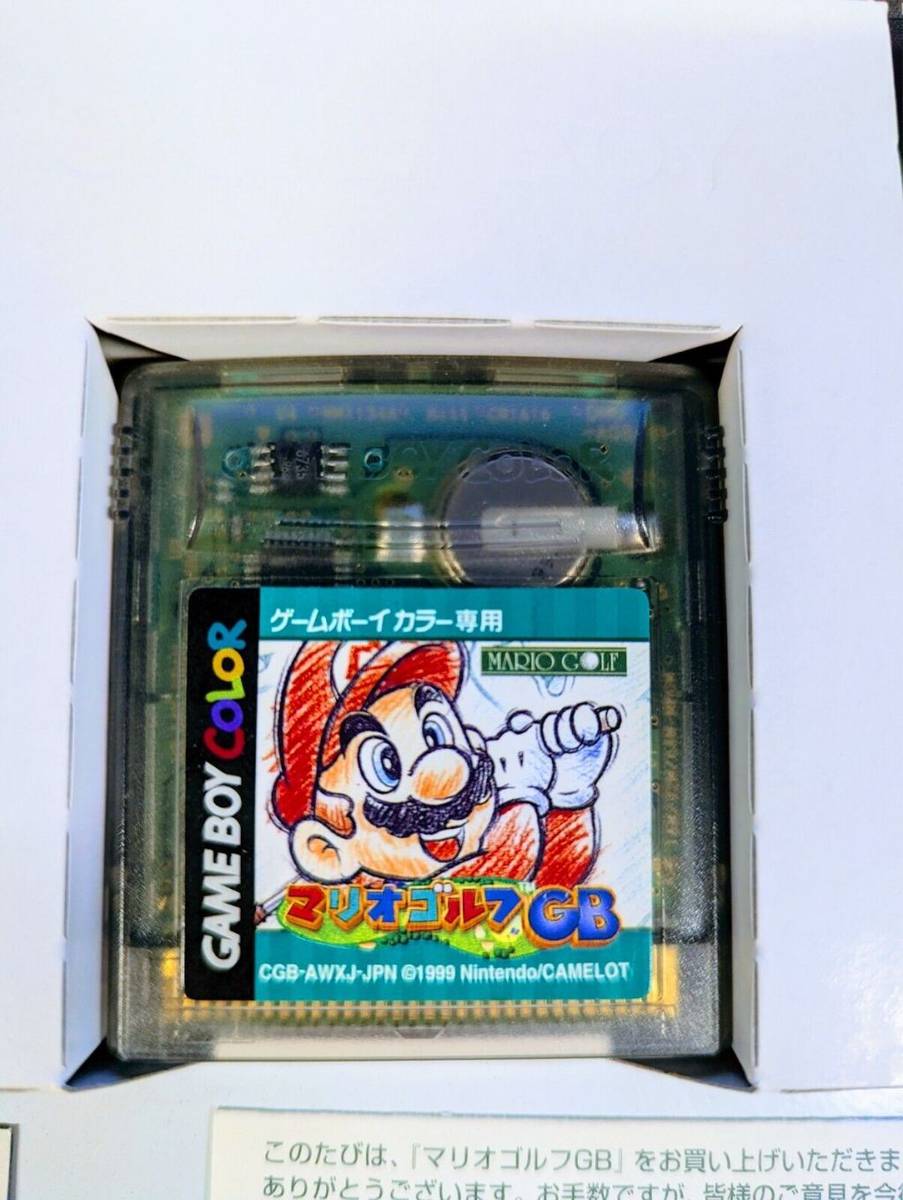 BOY COLOR
ゲームボーイカラー専用
MARIO GOLF
GAME BOY COLOR
マリオゴルフGB
CGB-AWXJ-JPN ©1999 Nintendo/CAMELOT
このたびは、『マリオゴルフGB』をお買い上げいただきま
ありがとうございます。お手数ですが、皆様のご意見を今